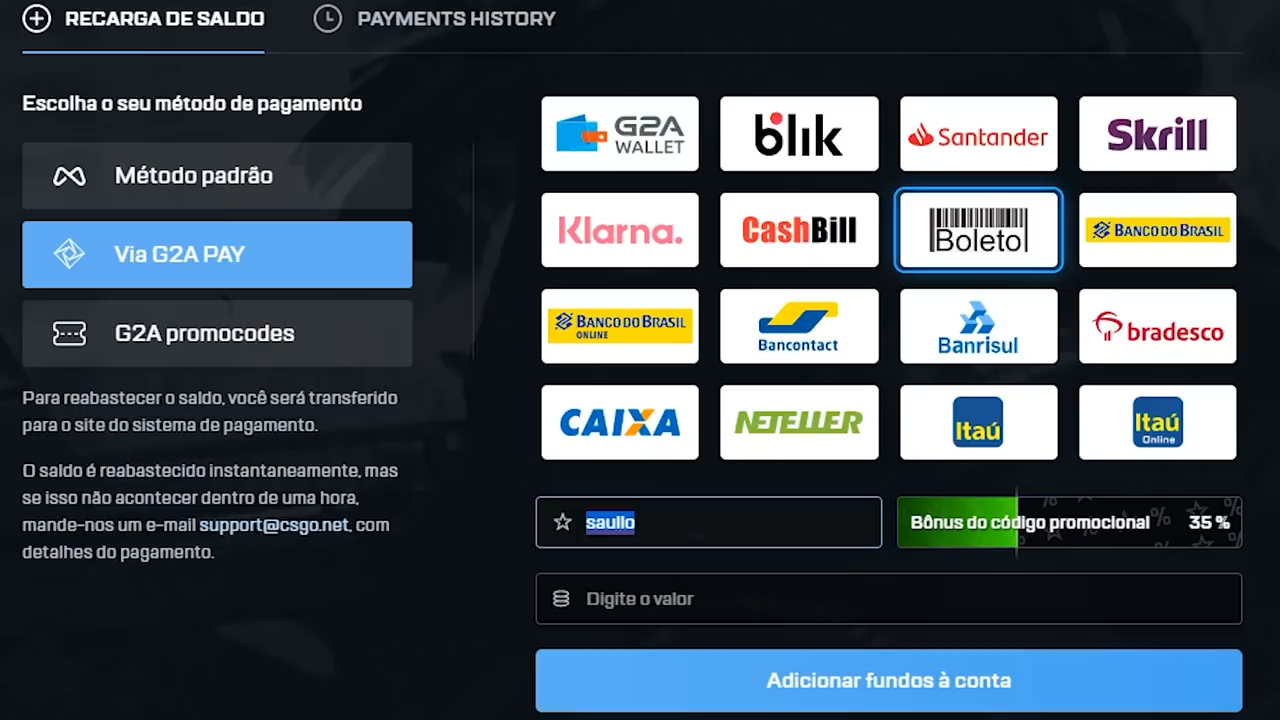 RECARGA DE SALDO
PAYMENTS HISTORY
Escolha o seu método de pagamento
Método padrão
Via G2A PAY
G2A promocodes
Para reabastecer o saldo, você será transferido
para o site do sistema de pagamento.
O saldo é reabastecido instantaneamente, mas
se isso não acontecer dentro de uma hora,
mande-nos um e-mail support@csgo.net, com
detalhes do pagamento.
G2A
WALLET
blik
Santander
Skrill
Klarna.
CashBill
Boleto
BANCO DO BRASIL
BANCO DO BRASIL
ONLINE
Bancontact
Banrisul
bradesco
CAIXA
NETELLER
Itaú
Itaú
Online
saullo
Bônus do código promocional 35 %
Digite o valor
Adicionar fundos à conta